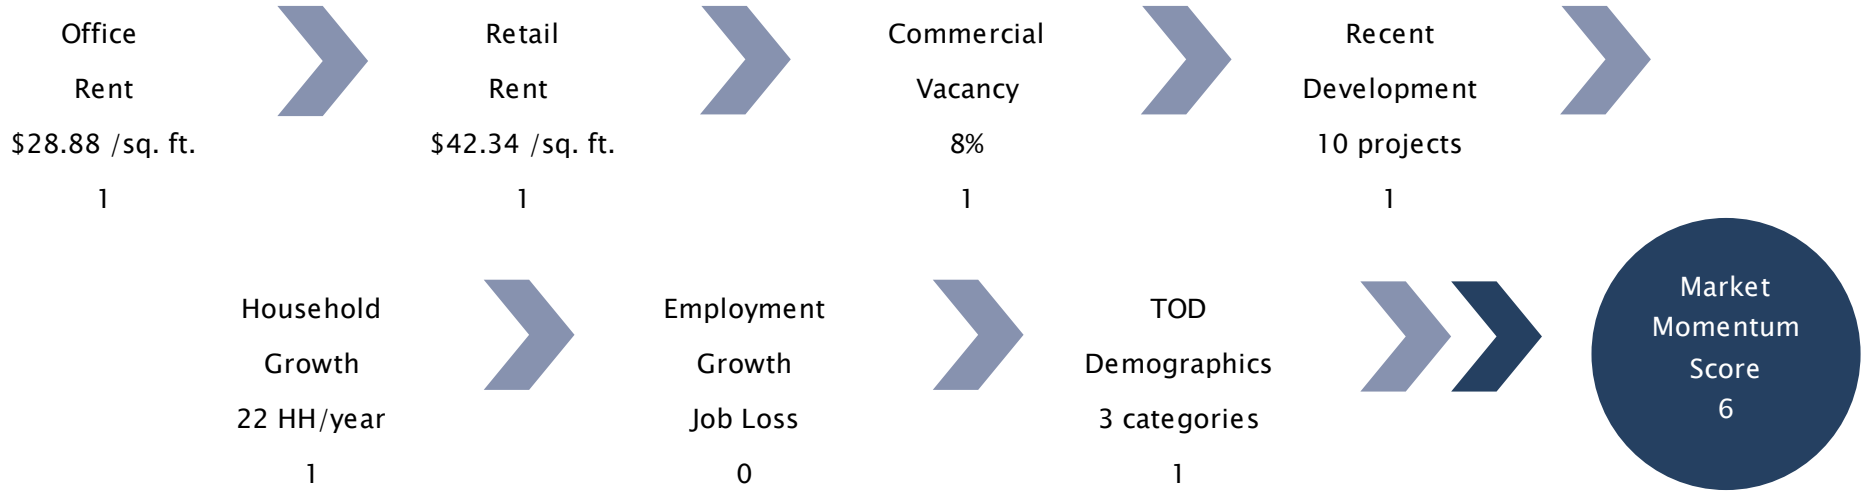 Office
Rent
$28.88 /sq. ft.
1
Retail
Rent
$42.34 /sq. ft.
1
Commercial
Vacancy
8%
1
Recent
Development
10 projects
1
Household
Growth
22 HH/year
1
Employment
Growth
Job Loss
0
TOD
Demographics
3 categories
1
Market
Momentum
Score
6